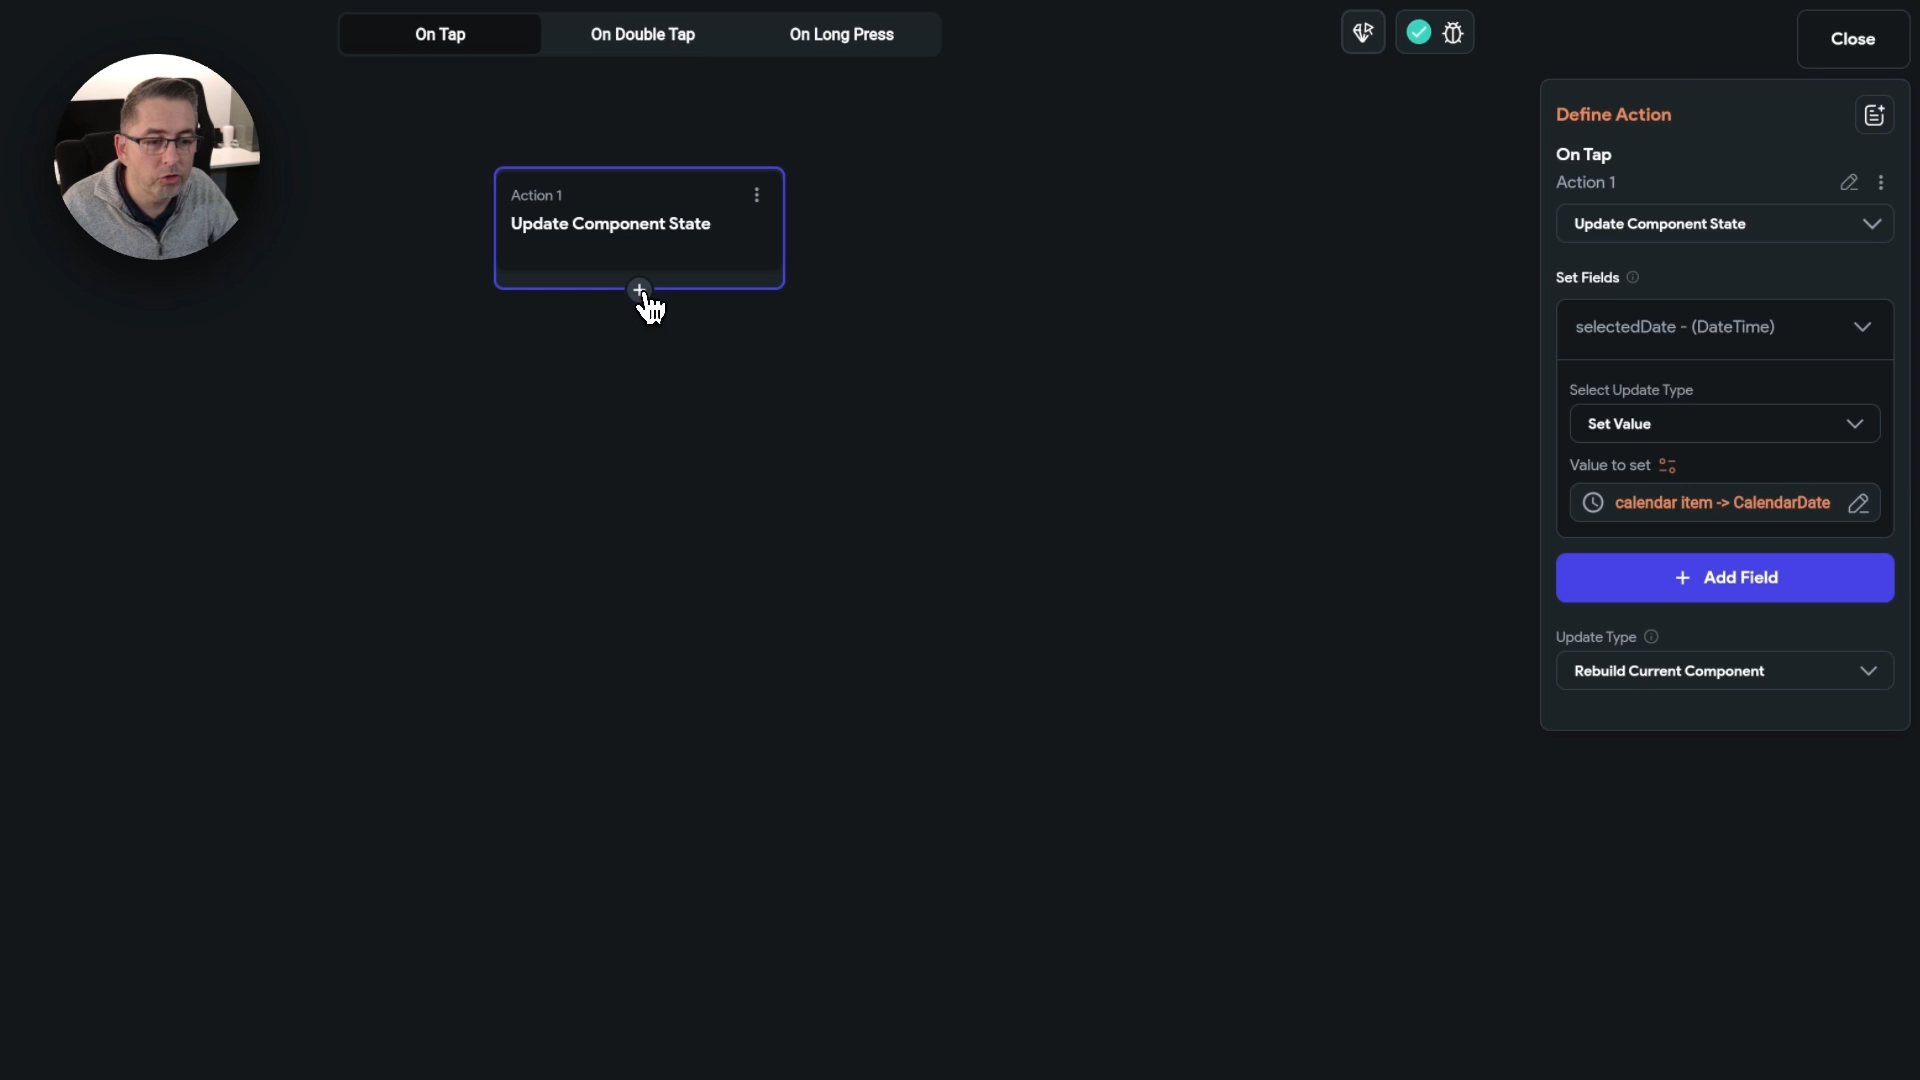 On Tap
On Double Tap
On Long Press
Close
Define Action
On Tap
Action 1
Update Component State
Set Fields
selectedDate - (DateTime)
Select Update Type
Set Value
Value to set
calendar item -> CalendarDate
+ Add Field
Update Type
Rebuild Current Component
Action 1
Update Component State